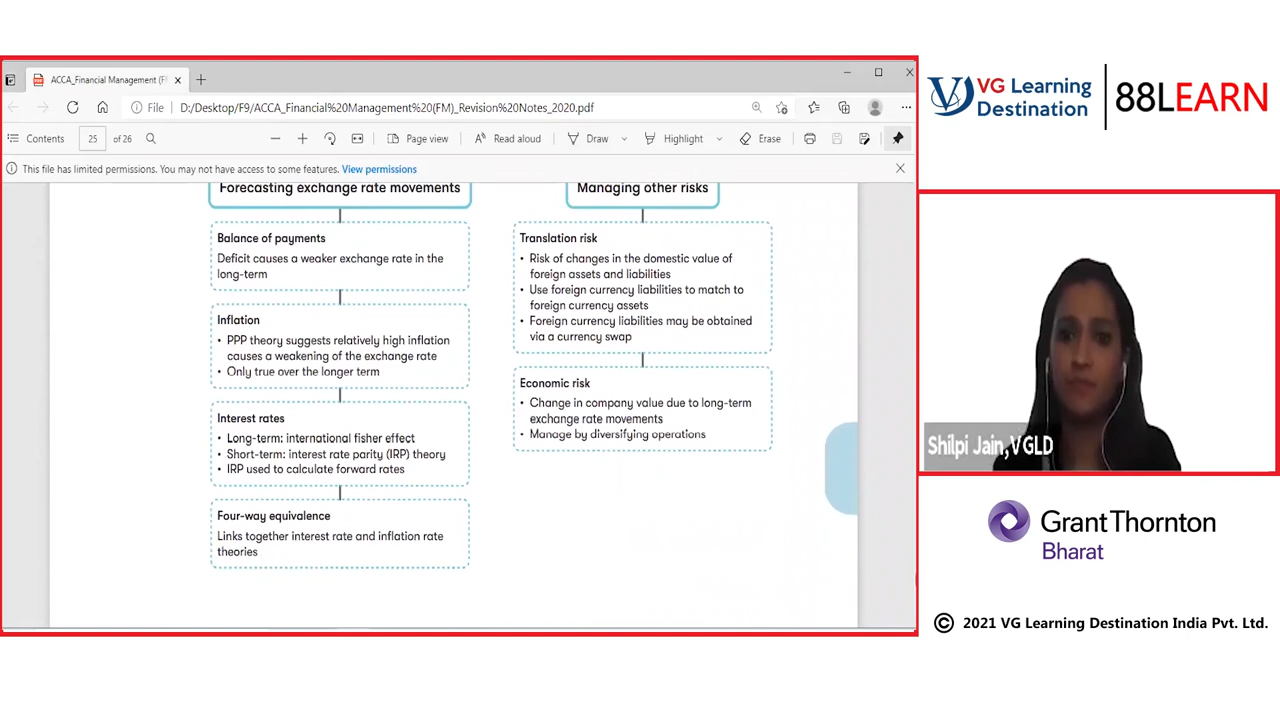 ACCA_Financial Management (F
File
D:/Desktop/F9/ACCA_Financial%20Management%20(FM)_Revision%20Notes_2020.pdf
Contents
25
of 26
Page view
Read aloud
Draw
Highlight
Erase
This file has limited permissions. You may not have access to some features. View permissions
Forecasting exchange rate movements
Balance of payments
Deficit causes a weaker exchange rate in the
long-term
Inflation
• PPP theory suggests relatively high inflation
causes a weakening of the exchange rate
• Only true over the longer term
Interest rates
• Long-term: international fisher effect
• Short-term: interest rate parity (IRP) theory
• IRP used to calculate forward rates
Four-way equivalence
Links together interest rate and inflation rate
theories
Managing other risks
Translation risk
• Risk of changes in the domestic value of
foreign assets and liabilities
• Use foreign currency liabilities to match to
foreign currency assets
• Foreign currency liabilities may be obtained
via a currency swap
Economic risk
• Change in company value due to long-term
exchange rate movements
• Manage by diversifying operations
VG Learning
Destination
88LEARN
Shilpi Jain,VGLD
GrantThornton
Bharat
© 2021 VG Learning Destination India Pvt. Ltd.